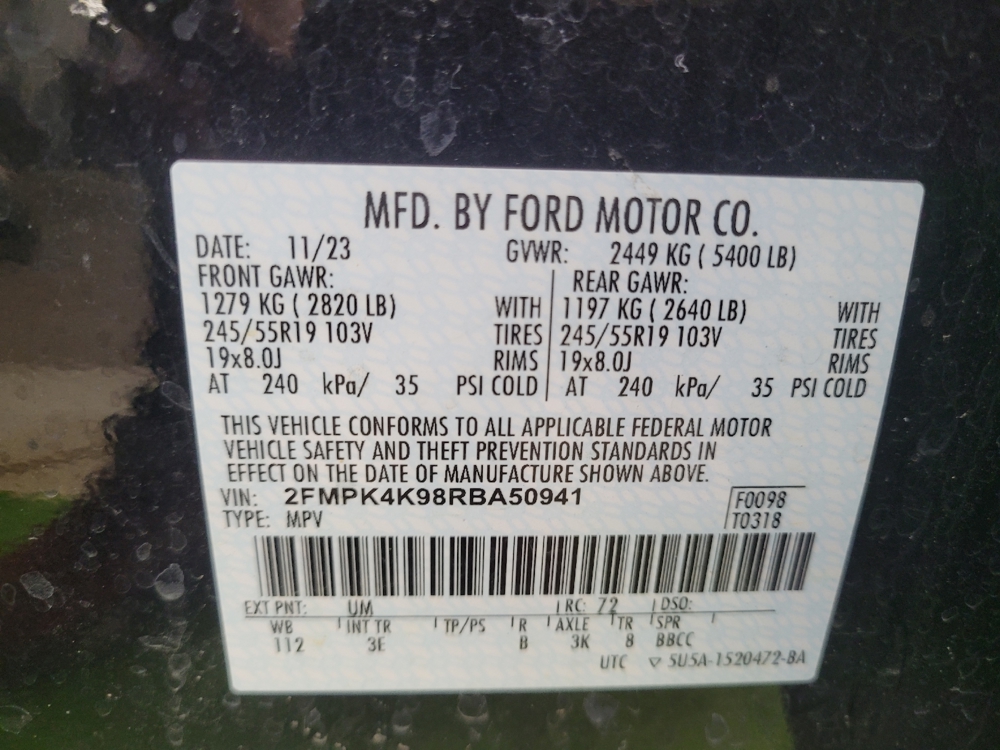 MFD. BY FORD MOTOR CO.
DATE: 11/23 GVWR: 2449 KG ( 5400 LB)
FRONT GAWR: REAR GAWR:
1279 KG ( 2820 LB) WITH 1197 KG ( 2640 LB) WITH
245/55R19 103V TIRES 245/55R19 103V TIRES
19x8.0J RIMS 19x8.0J RIMS
AT 240 kPa/ 35 PSI COLD AT 240 kPa/ 35 PSI COLD
THIS VEHICLE CONFORMS TO ALL APPLICABLE FEDERAL MOTOR
VEHICLE SAFETY AND THEFT PREVENTION STANDARDS IN
EFFECT ON THE DATE OF MANUFACTURE SHOWN ABOVE.
VIN: 2FMPK4K98RBA50941 F0098
TYPE: MPV T0318
EXT PNT: UM RC: 72 DSO:
WB INT TR TP/PS R AXLE TR SPR
112 3E B 3K 8 BBCC
UTC ▽ 5U5A-1520472-BA